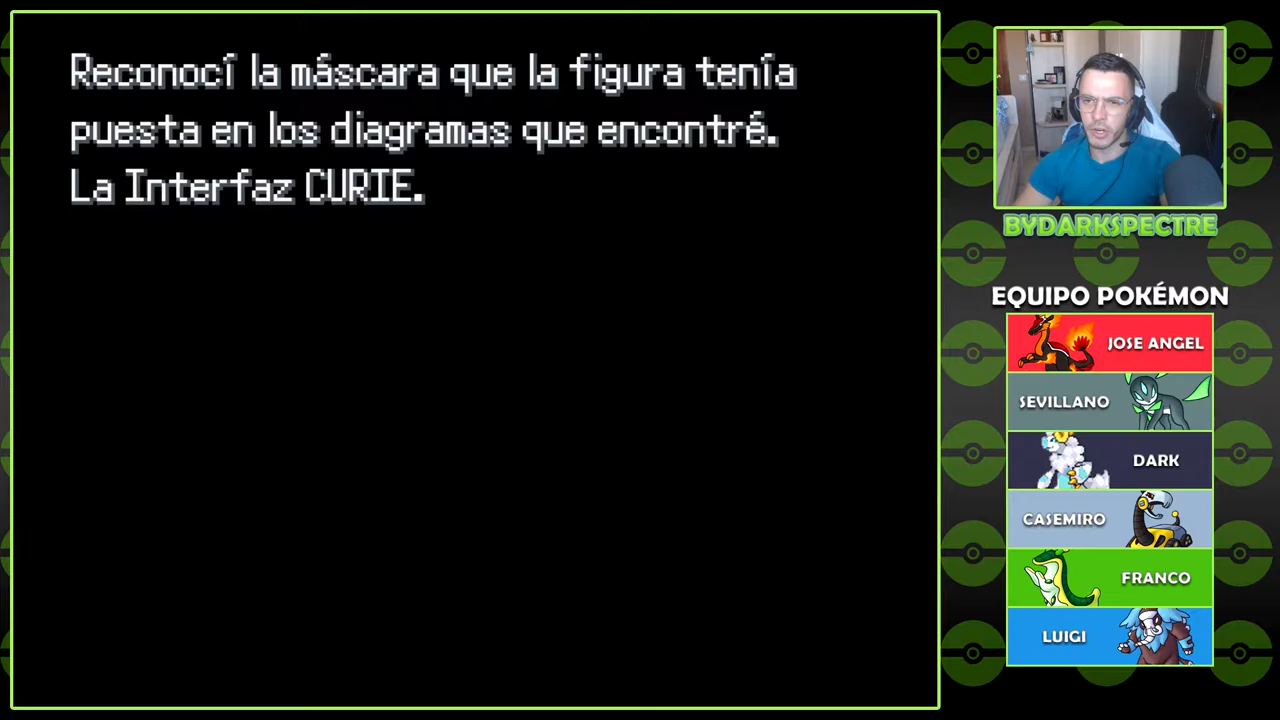 Reconocí la máscara que la figura tenía
puesta en los diagramas que encontré.
La Interfaz CURIE.
BYDARKSPECTRE
EQUIPO POKÉMON
JOSE ANGEL
SEVILLANO
DARK
CASEMIRO
FRANCO
LUIGI